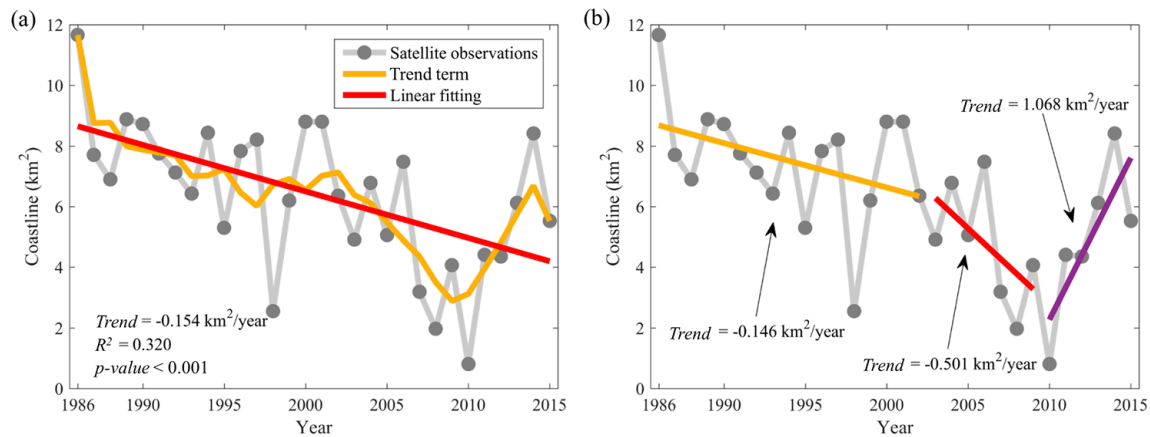 (a)
12
10
8
6
4
2
0
Coastline (km²)
Satellite observations
Trend term
Linear fitting
Trend = -0.154 km²/year
R² = 0.320
p-value < 0.001
1986 1990 1995 2000 2005 2010 2015
Year
(b)
12
10
8
6
4
2
0
Coastline (km²)
Trend = 1.068 km²/year
Trend = -0.146 km²/year
Trend = -0.501 km²/year
1986 1990 1995 2000 2005 2010 2015
Year